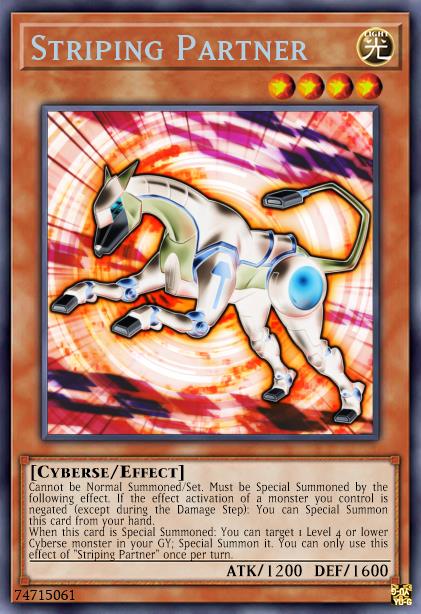 STRIPING PARTNER
LIGHT
光
[CYBERSE/EFFECT]
Cannot be Normal Summoned/Set. Must be Special Summoned by the
following effect. If the effect activation of a monster you control is
negated (except during the Damage Step): You can Special Summon
this card from your hand.
When this card is Special Summoned: You can target 1 Level 4 or lower
Cyberse monster in your GY; Special Summon it. You can only use this
effect of "Striping Partner" once per turn.
ATK/1200 DEF/1600
74715061